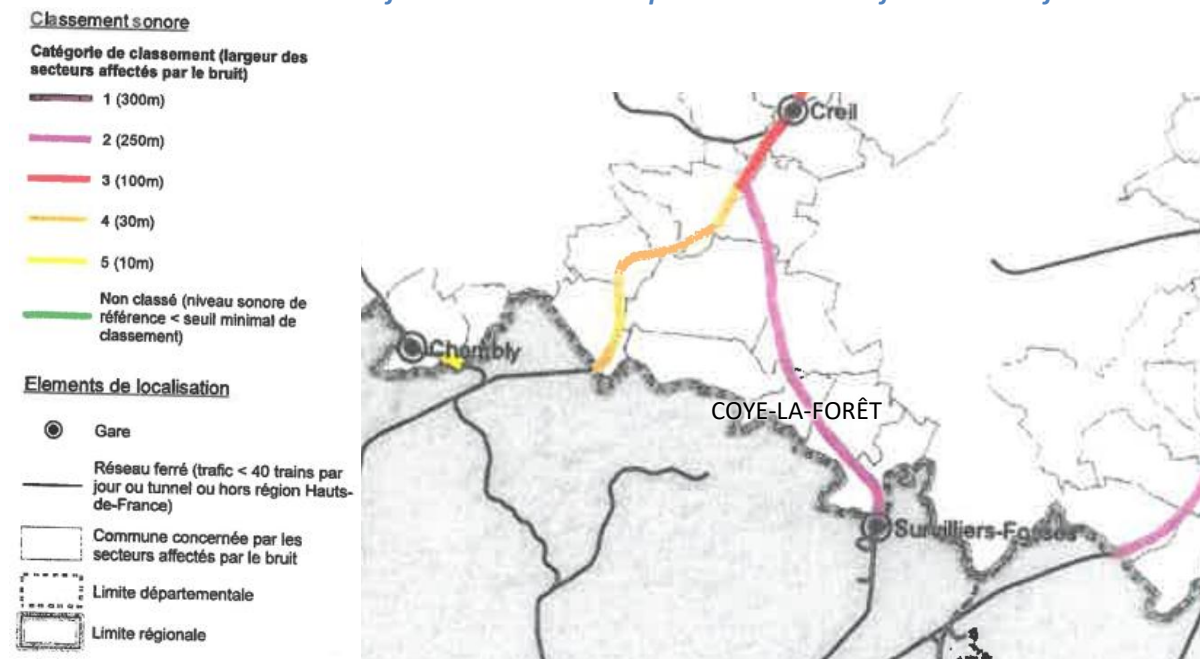 Classement sonore
Catégorie de classement (largeur des
secteurs affectés par le bruit)
1 (300m)
2 (250m)
3 (100m)
4 (30m)
5 (10m)
Non classé (niveau sonore de
référence < seuil minimal de
classement)
Elements de localisation
Gare
Réseau ferré (trafic < 40 trains par
jour ou tunnel ou hors région Hauts-
de-France)
Commune concernée par les
secteurs affectés par le bruit
Limite départementale
Limite régionale
Creil
Chambly
COYE-LA-FORÊT
Survilliers-Fosses